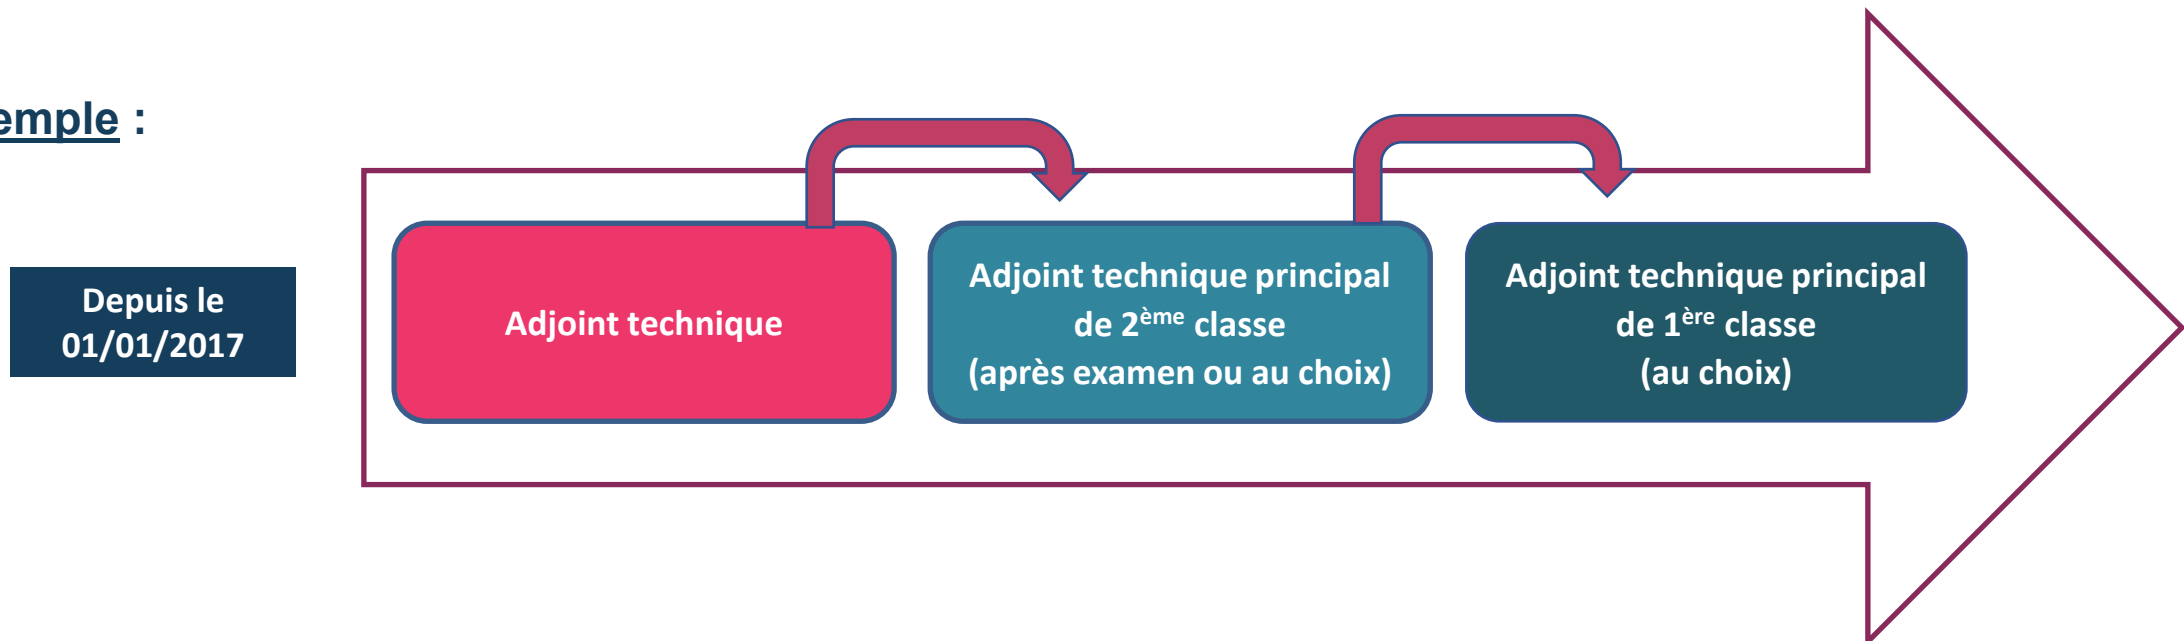 emple :
Depuis le
01/01/2017
Adjoint technique
Adjoint technique principal
de 2ème classe
(après examen ou au choix)
Adjoint technique principal
de 1ère classe
(au choix)